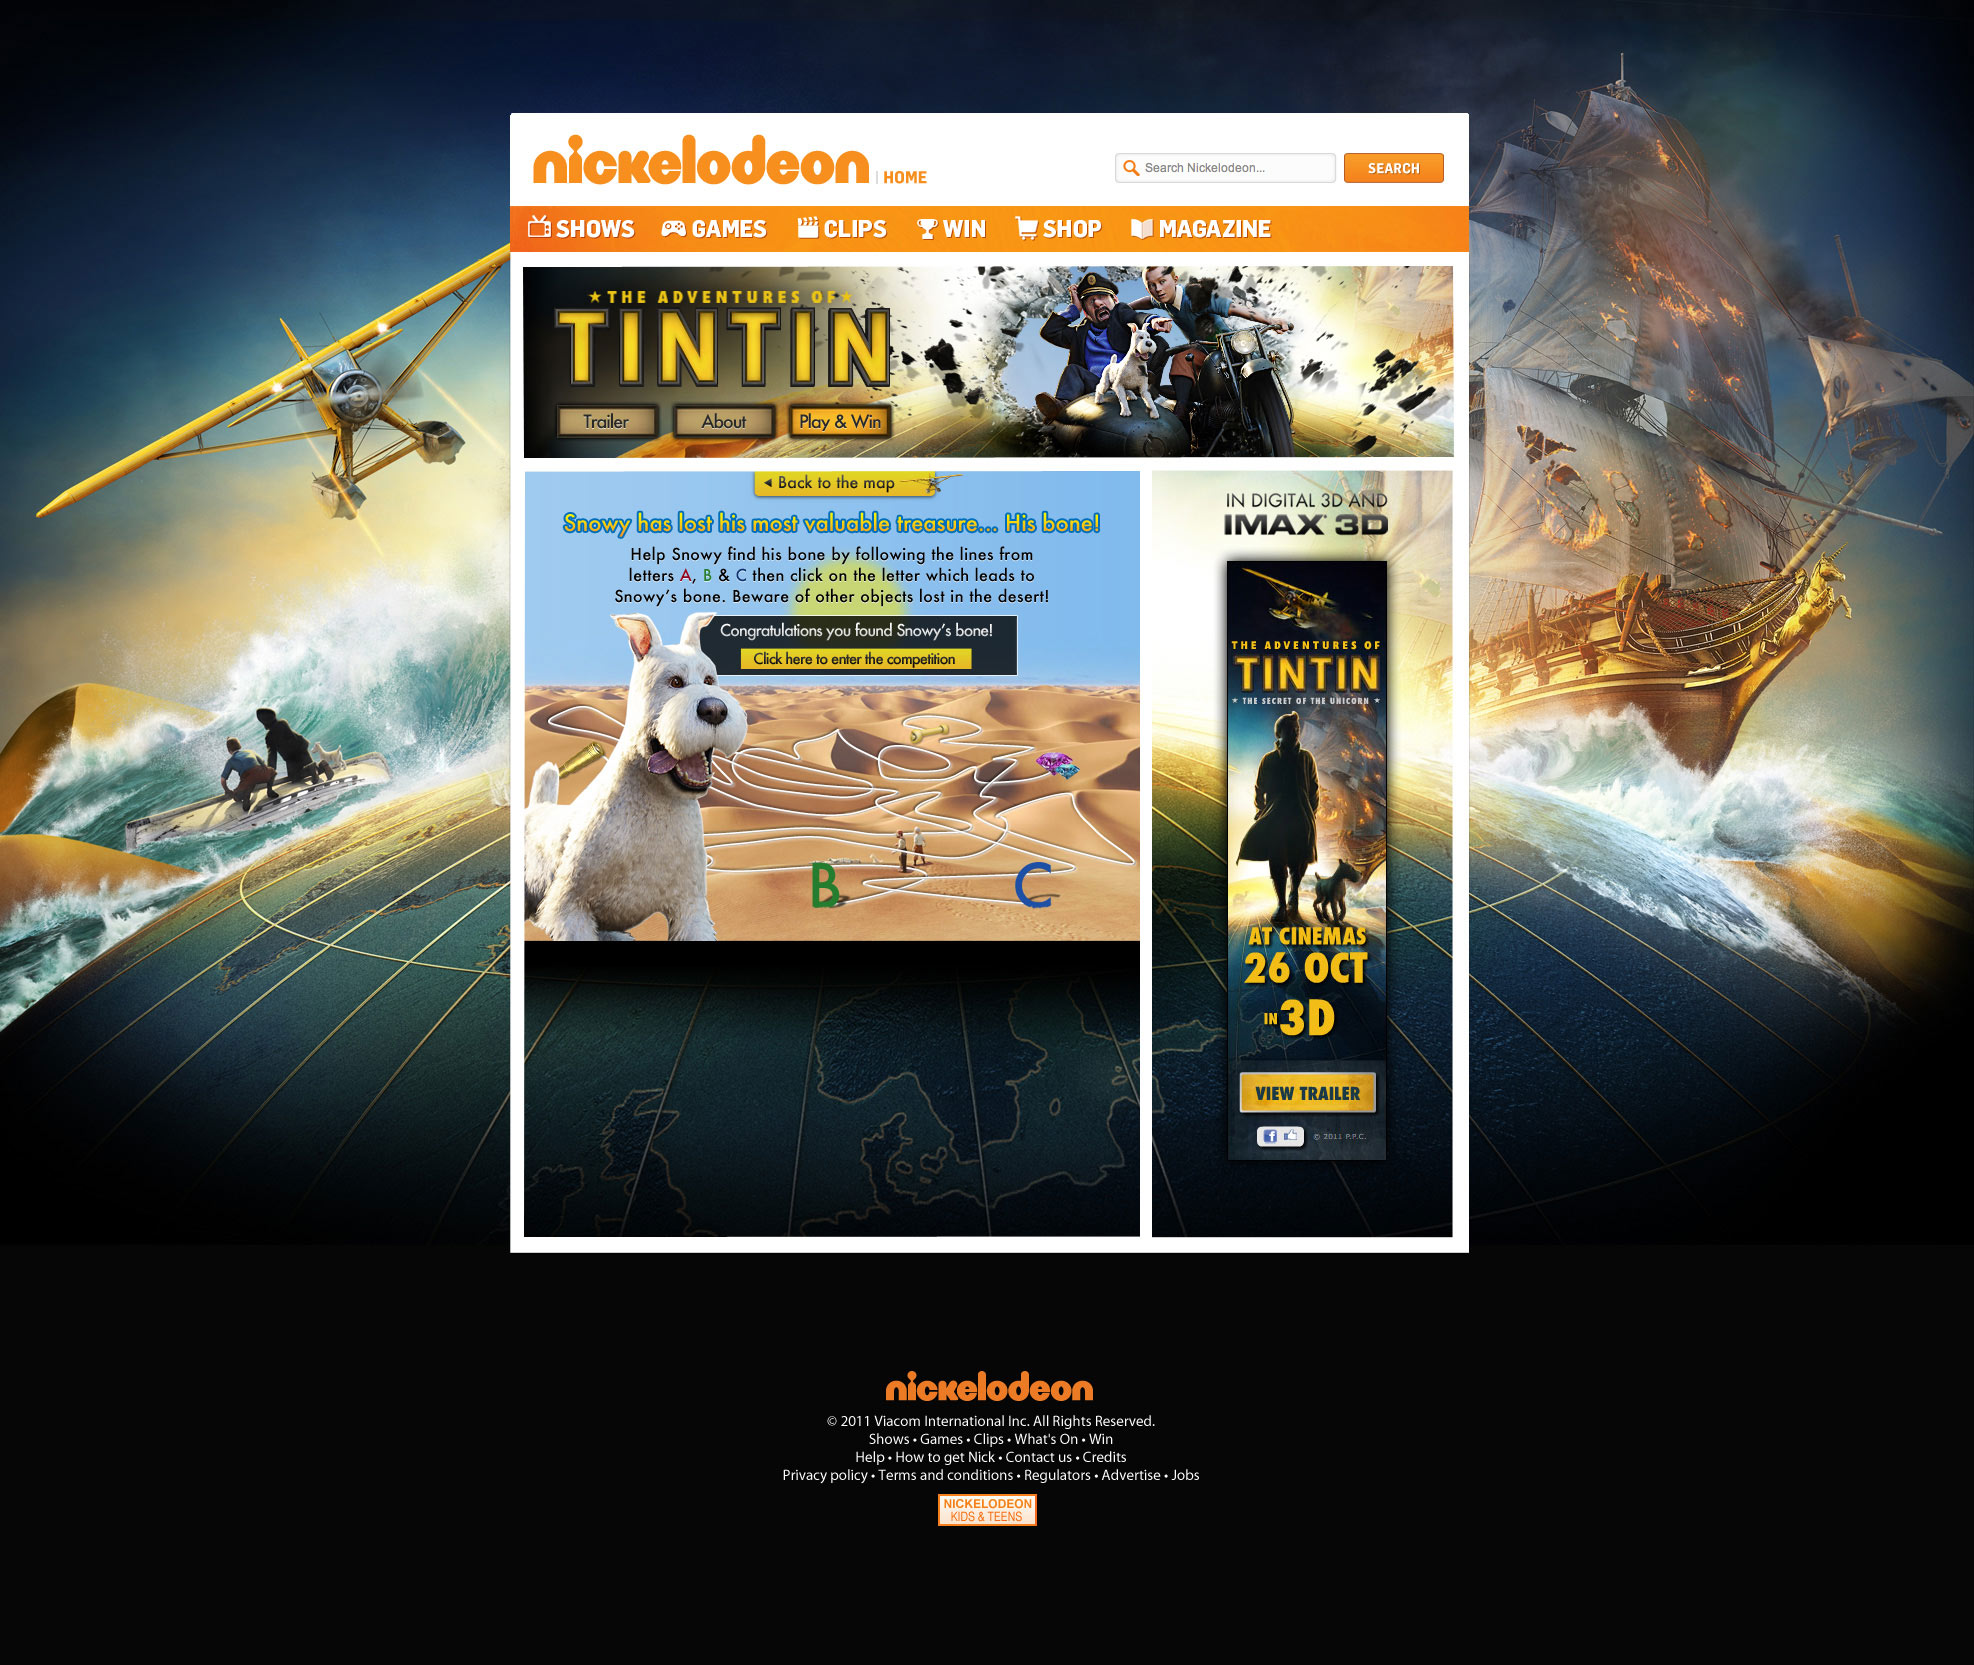 nickelodeon | HOME
Search Nickelodeon... SEARCH
SHOWS GAMES CLIPS WIN SHOP MAGAZINE
THE ADVENTURES OF
TINTIN
Trailer About Play & Win
Back to the map
Snowy has lost his most valuable treasure... His bone!
Help Snowy find his bone by following the lines from
letters A, B & C then click on the letter which leads to
Snowy's bone. Beware of other objects lost in the desert!
Congratulations you found Snowy's bone!
Click here to enter the competition
B C
IN DIGITAL 3D AND
IMAX 3D
THE ADVENTURES OF
TINTIN
THE SECRET OF THE UNICORN
AT CINEMAS
26 OCT
IN 3D
VIEW TRAILER
f © 2011 P.P.C.
nickelodeon
© 2011 Viacom International Inc. All Rights Reserved.
Shows • Games • Clips • What's On • Win
Help • How to get Nick • Contact us • Credits
Privacy policy • Terms and conditions • Regulators • Advertise • Jobs
NICKELODEON
KIDS & TEENS